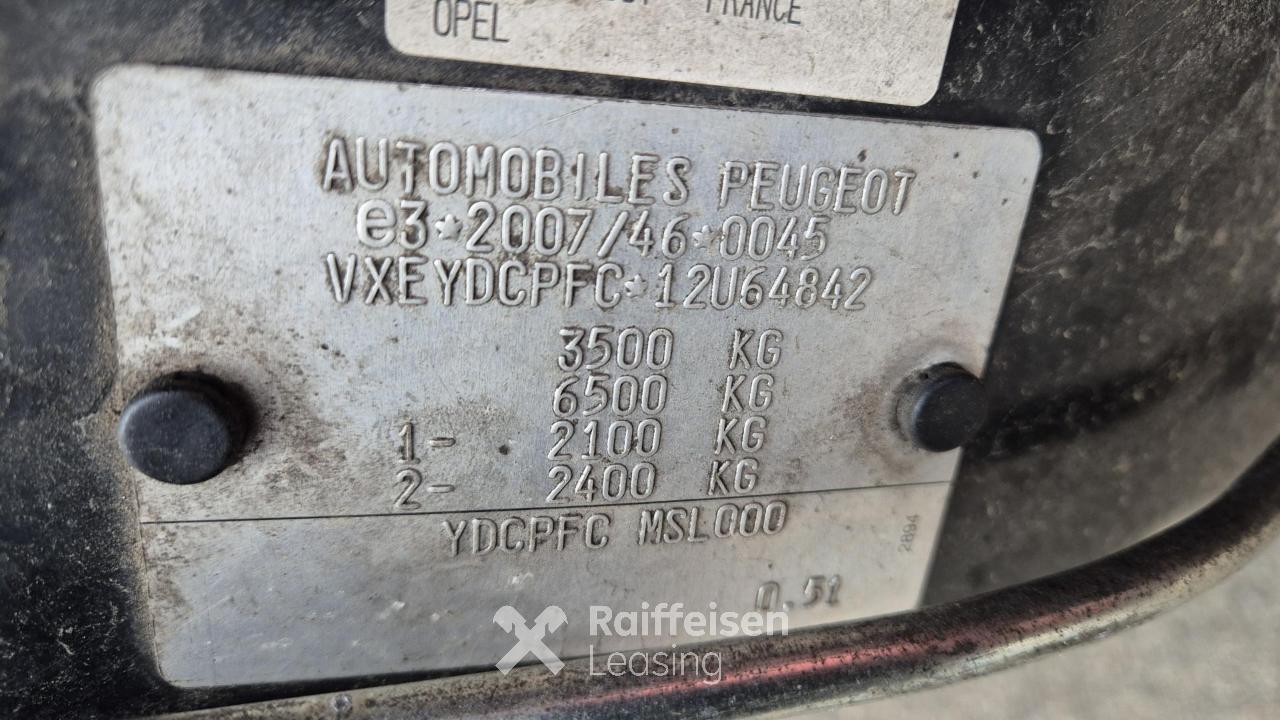 FRANCE
OPEL
AUTOMOBILES PEUGEOT
e3*2007/46*0045
VXEYDCPFC*12U64842
3500 KG
6500 KG
1- 2100 KG
2- 2400 KG
YDCPFC MSL000
2894
0.51
Raiffeisen
Leasing